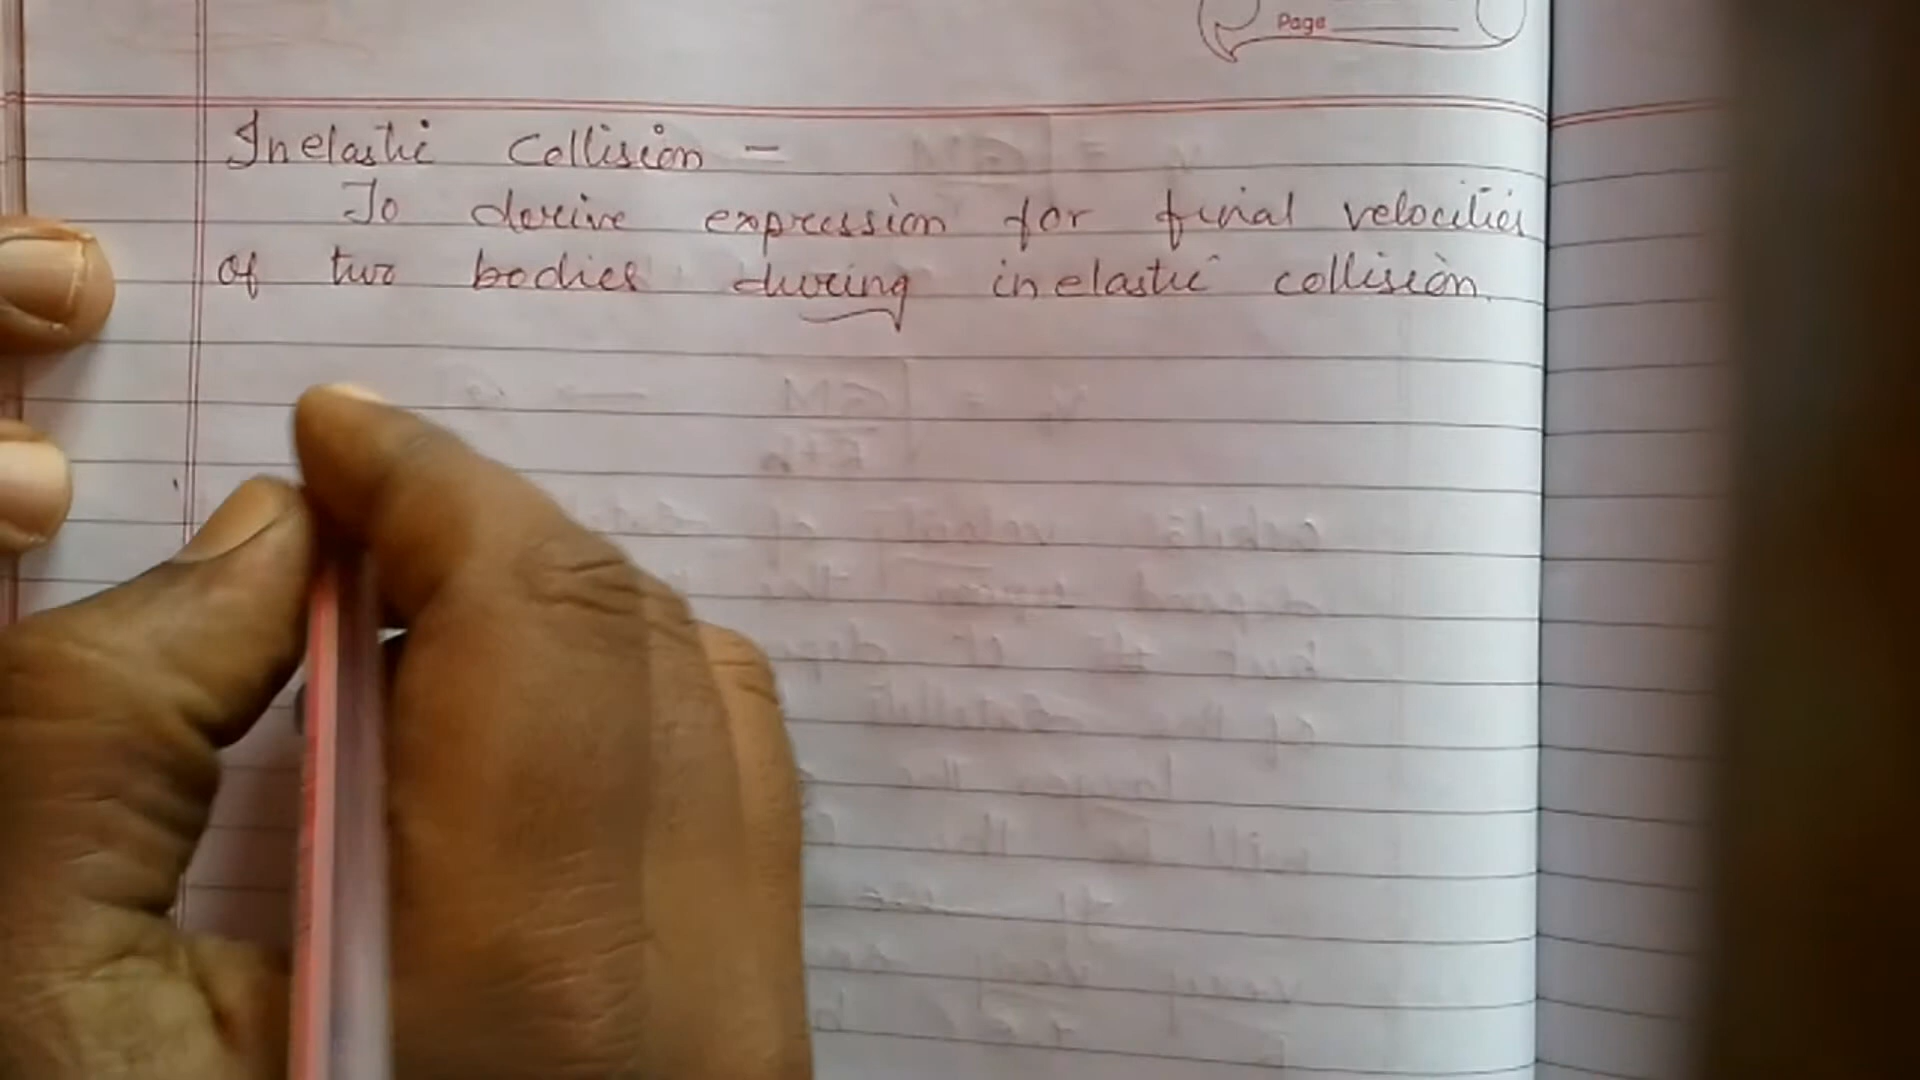 Page
Inelastic Collision -
To derive expression for final velocities
of two bodies during inelastic collision.